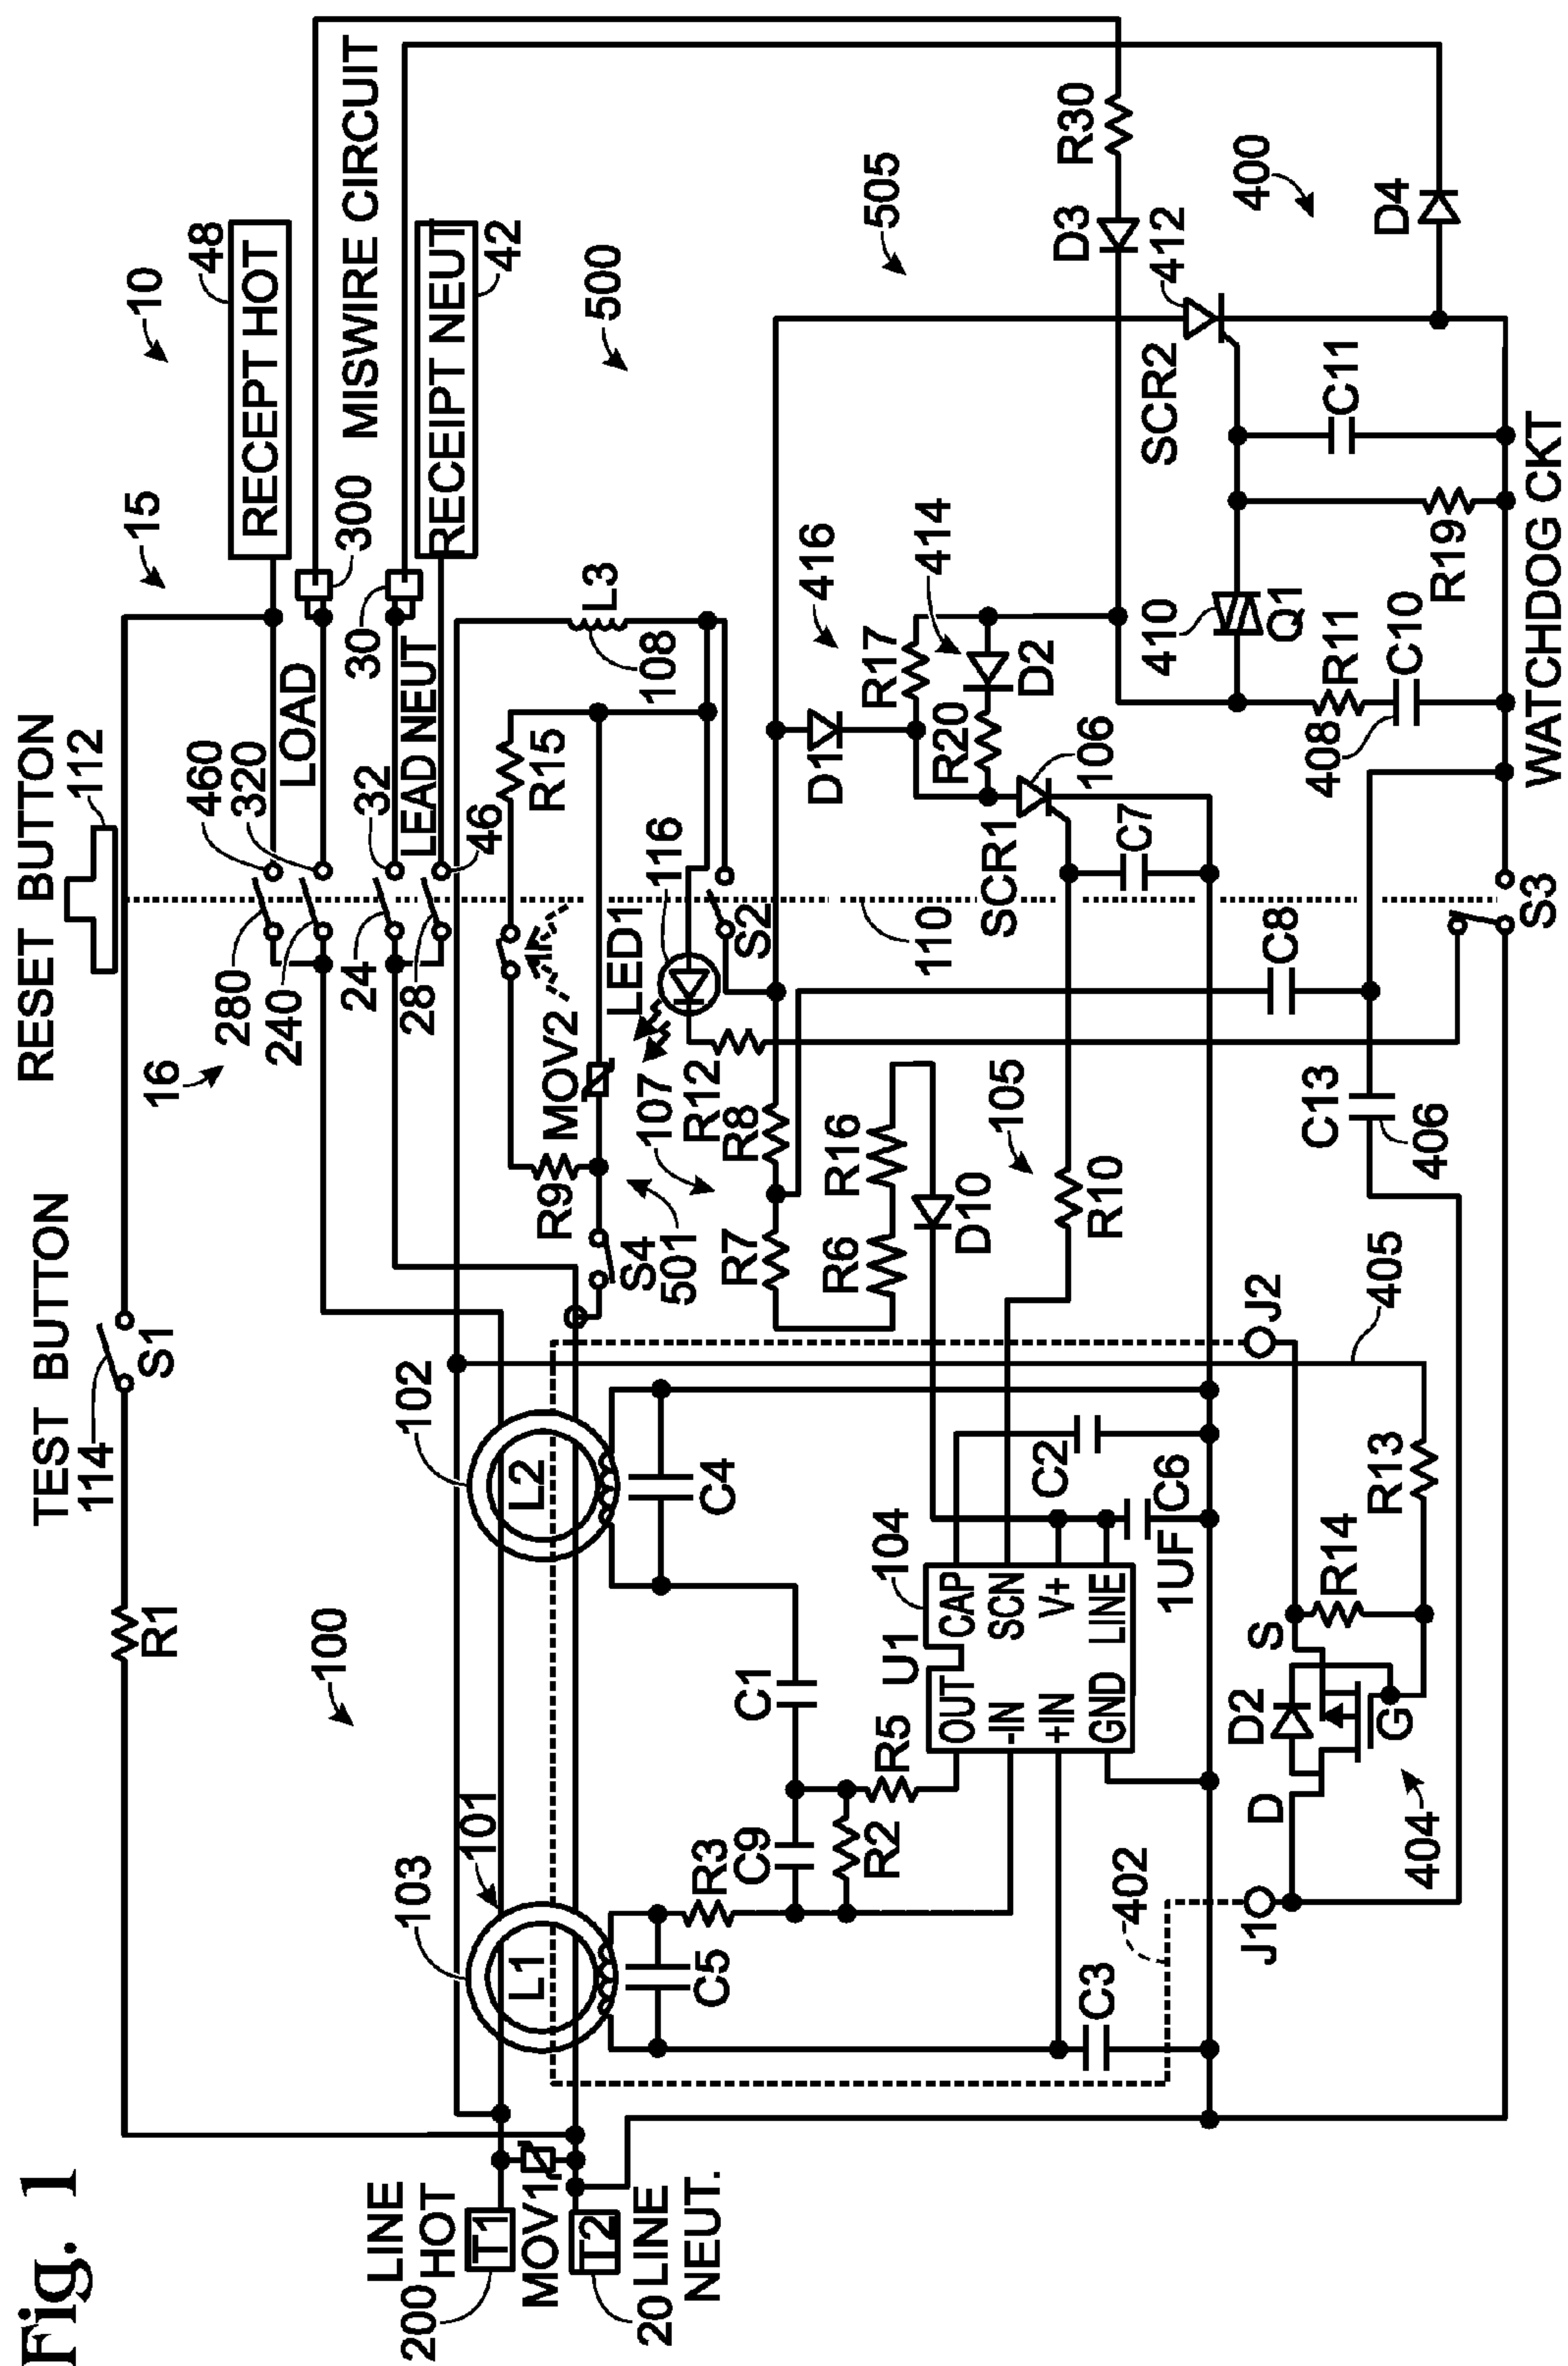 Fig. 1
TEST BUTTON
114
S1
RESET BUTTON
112
16
15
10
R1
100
280
240
24
28
460
320
32
46
LOAD
LEAD NEUT
300
30
48
RECEPT HOT
MISWIRE CIRCUIT
RECEIPT NEUT
42
LINE
HOT
200
T1
MOV1
T2
20
LINE
NEUT.
103
L1
101
102
L2
C5
C4
R3
C9
R2
C1
R5
C3
402
U1
104
OUT
-IN
+IN
GND
CAP
SCN
V+
LINE
C2
1UF
C6
S4
501
R9
MOV2
R15
LED1
116
107
R12
S2
108
L3
500
R7
R8
R6
R16
D10
105
R10
110
SCR1
106
C7
C8
D1
R17
416
414
R20
D2
505
D3
R30
412
SCR2
400
D4
410
Q1
R11
408
C10
R19
C11
WATCHDOG CKT
S3
C13
406
405
J2
J1
R13
R14
S
D2
D
G
404